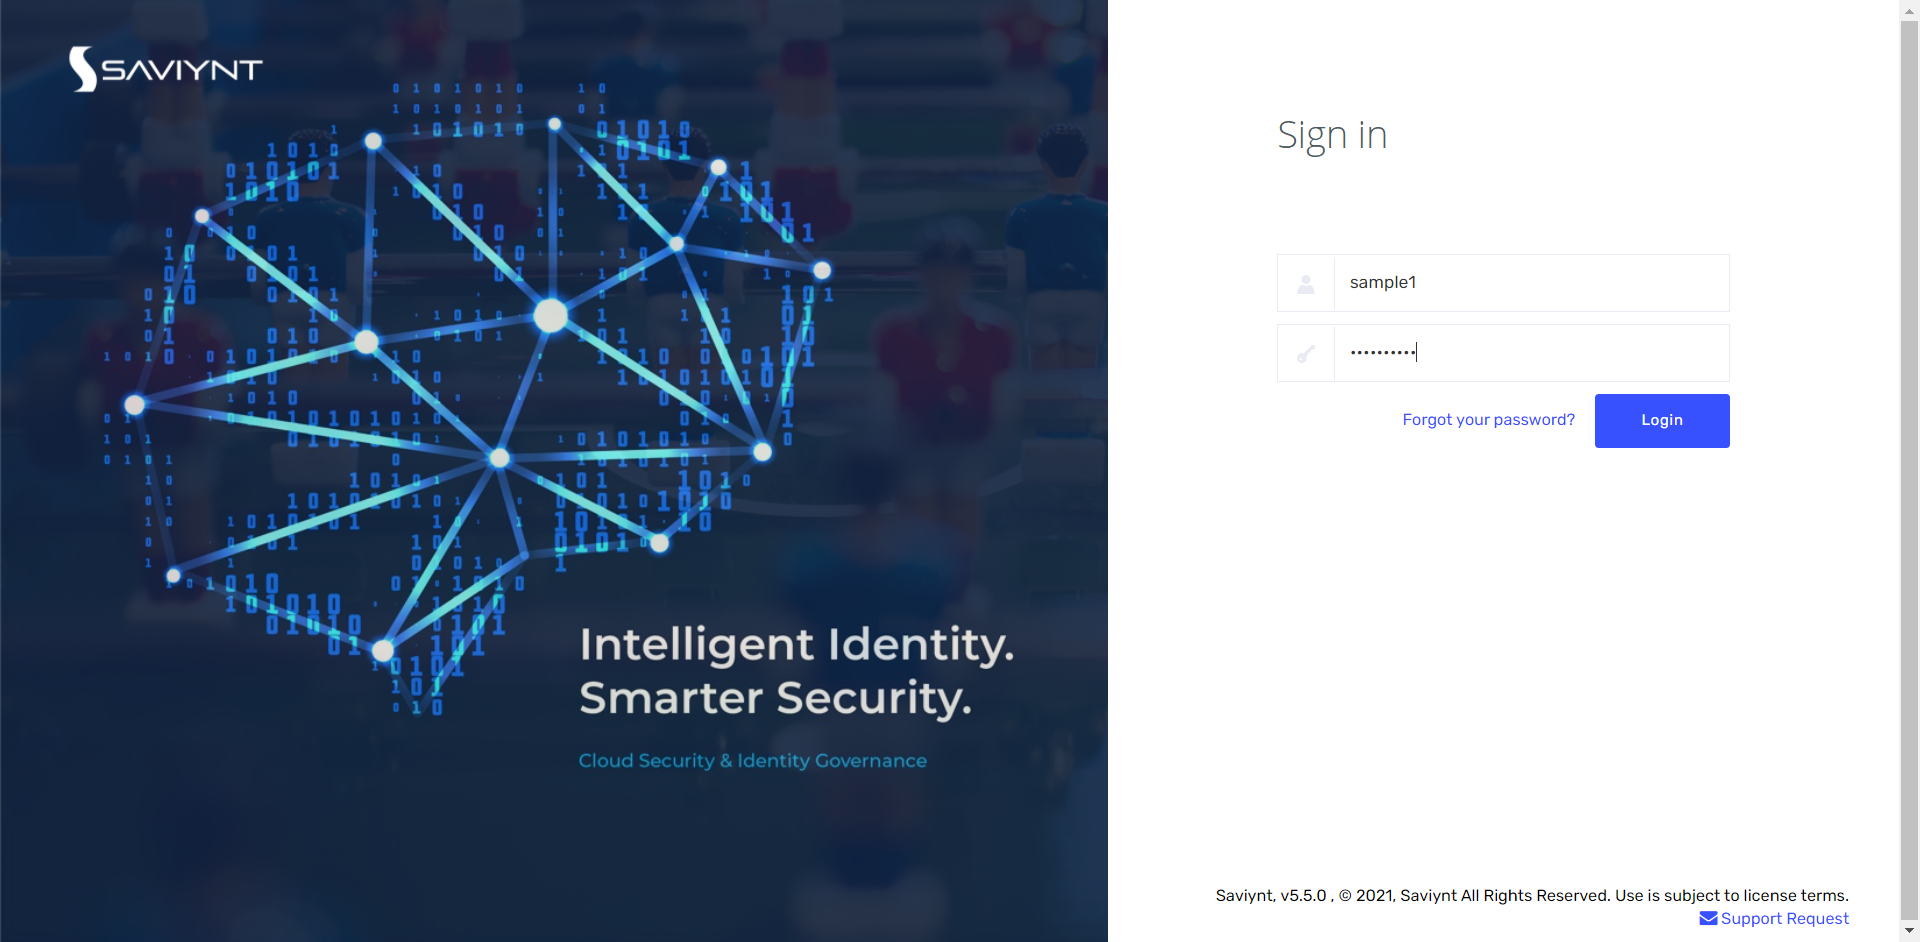 SAVIYNT
Intelligent Identity.
Smarter Security.
Cloud Security & Identity Governance
Sign in
sample1
••••••••••
Forgot your password?
Login
Saviynt, v5.5.0 , © 2021, Saviynt All Rights Reserved. Use is subject to license terms.
Support Request